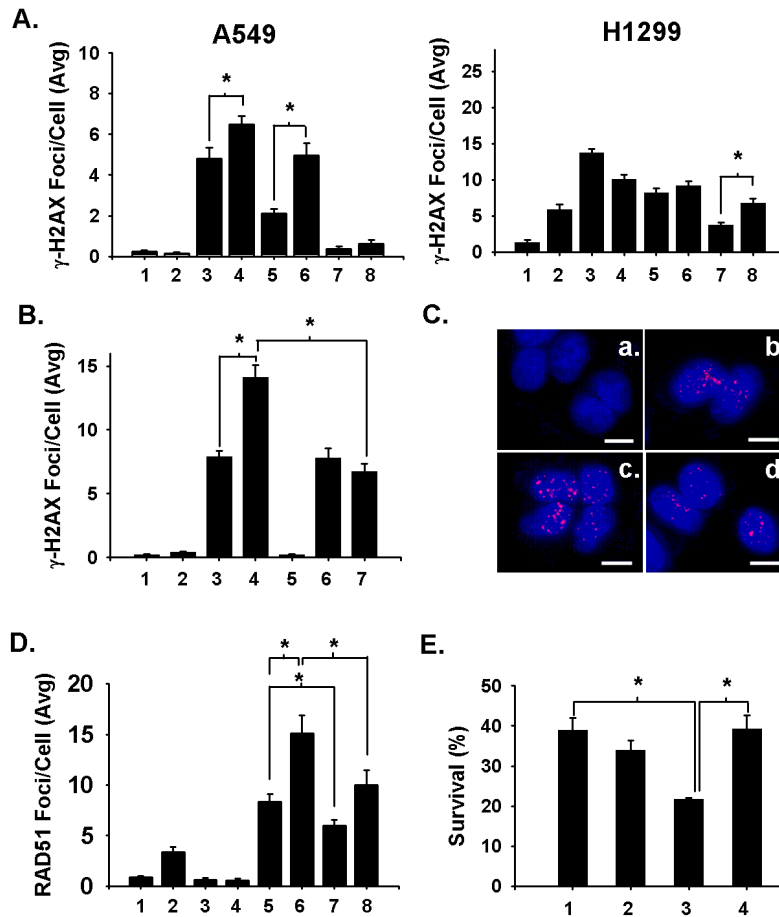 A.
A549
H1299
γ-H2AX Foci/Cell (Avg)
10
8
6
4
2
0
* *
1 2 3 4 5 6 7 8
γ-H2AX Foci/Cell (Avg)
25
20
15
10
5
0
*
1 2 3 4 5 6 7 8
B.
γ-H2AX Foci/Cell (Avg)
15
10
5
0
* *
1 2 3 4 5 6 7
C.
a. b
c. d
D.
RAD51 Foci/Cell (Avg)
20
15
10
5
0
* *
*
1 2 3 4 5 6 7 8
E.
Survival (%)
50
40
30
20
10
0
* *
1 2 3 4